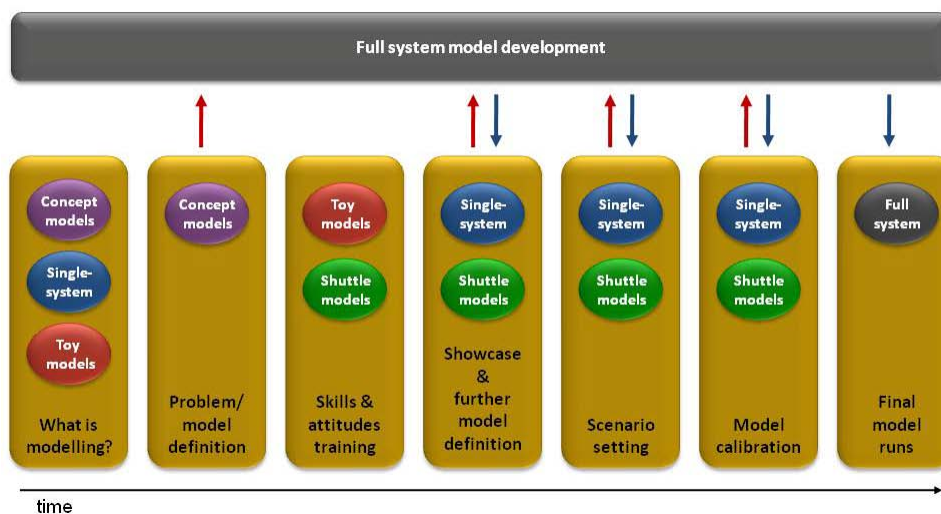 Full system model development
Concept
models
Single-
system
Toy
models
What is
modelling?
Concept
models
Problem/
model
definition
Toy
models
Shuttle
models
Skills &
attitudes
training
Single-
system
Shuttle
models
Showcase
&
further
model
definition
Single-
system
Shuttle
models
Scenario
setting
Single-
system
Shuttle
models
Model
calibration
Full
system
Final
model
runs
time